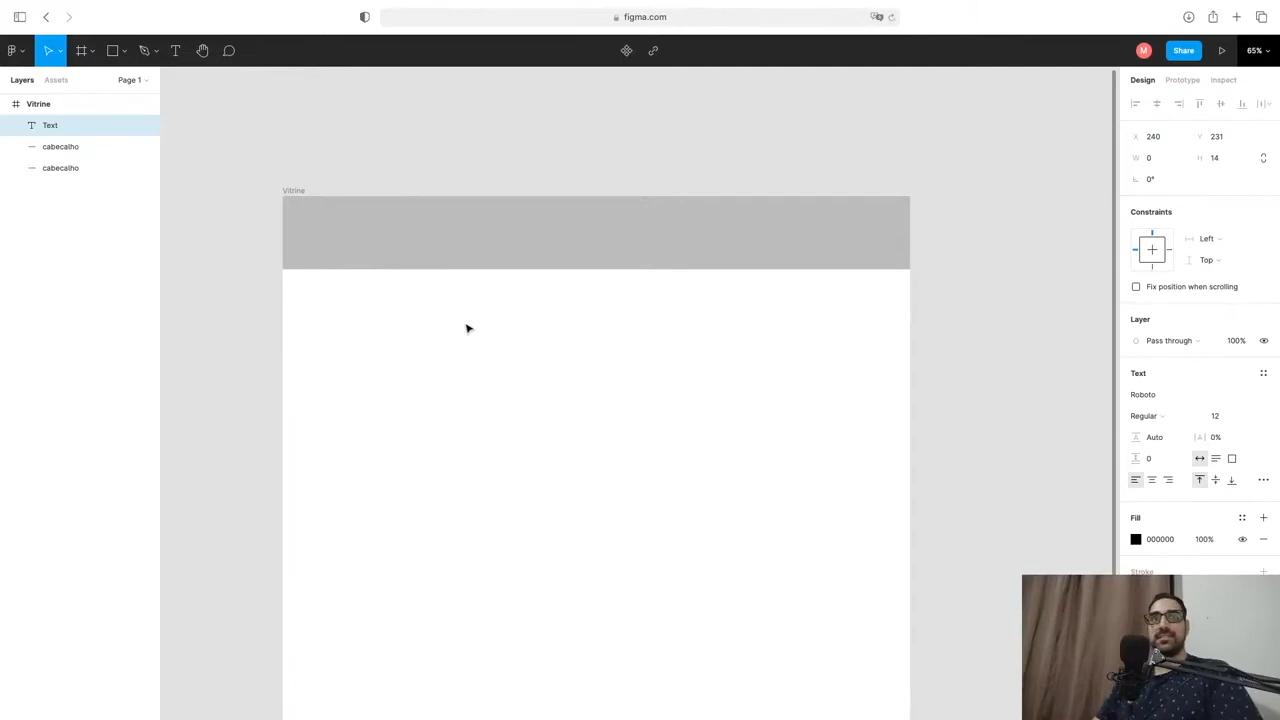 figma.com
M
Share
65%
Layers
Assets
Page 1
Vitrine
Text
cabecalho
cabecalho
Vitrine
Design
Prototype
Inspect
X 240
Y 231
W 0
H 14
0°
Constraints
Left
Top
Fix position when scrolling
Layer
Pass through
100%
Text
Roboto
Regular
12
Auto
|A| 0%
0
Fill
000000
100%
Stroke